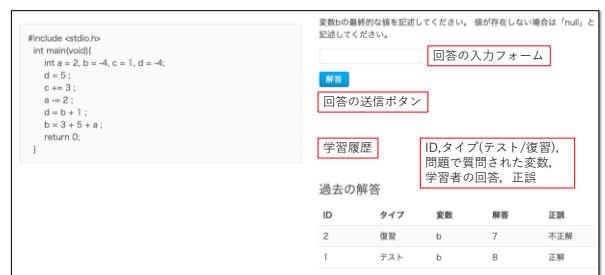 #include <stdio.h>
int main(void){
int a = 2, b = -4, c = 1, d = -4;
d = 5 ;
c += 3 ;
a -= 2 ;
d = b + 1 ;
b = 3 + 5 + a ;
return 0;
}
変数bの最終的な値を記述してください。 値が存在しない場合は「null」と
記述してください。
回答の入力フォーム
解答
回答の送信ボタン
学習履歴
ID,タイプ(テスト/復習),
問題で質問された変数,
学習者の回答, 正誤
過去の解答
ID タイプ 変数 解答 正誤
2 復習 b 7 不正解
1 テスト b 8 正解